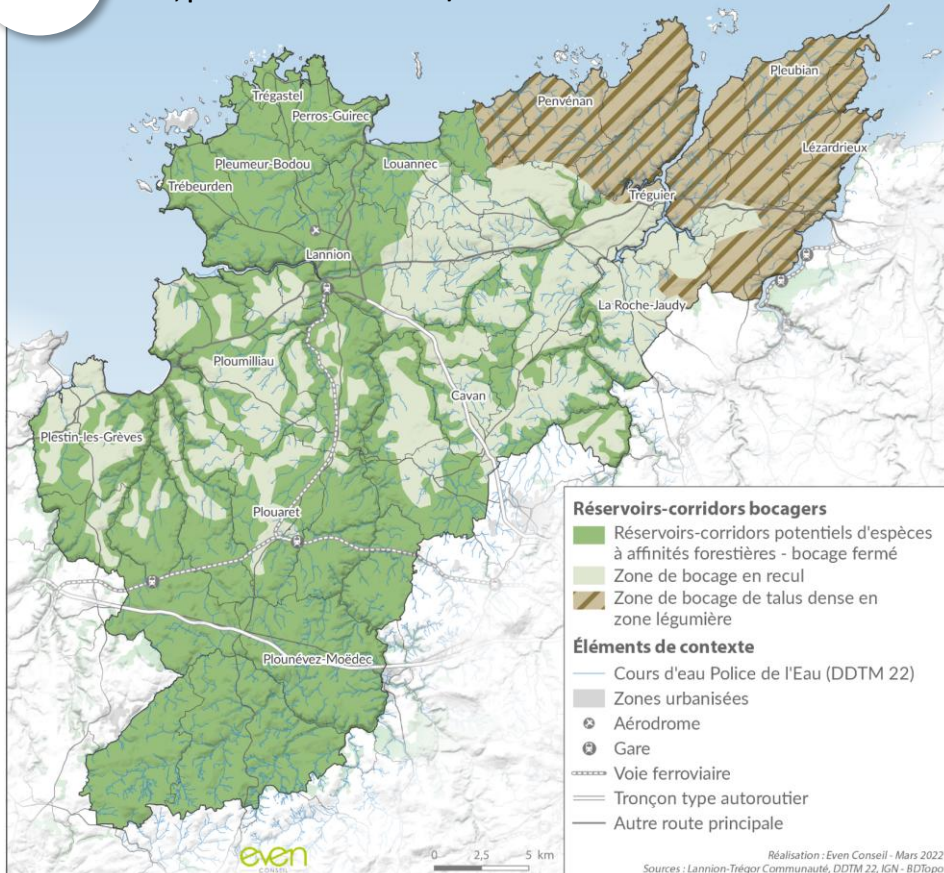 Trégastel
Perros-Guirec
Penvénan
Pleubian
Pleumeur-Bodou
Louannec
Lézardrieux
Trébeurden
Tréguier
Lannion
La Roche-Jaudy
Ploumilliau
Cavan
Plestin-les-Grèves
Plouaret
Plounévez-Moëdec
Réservoirs-corridors bocagers
Réservoirs-corridors potentiels d'espèces
à affinités forestières - bocage fermé
Zone de bocage en recul
Zone de bocage de talus dense en
zone légumière
Éléments de contexte
Cours d'eau Police de l'Eau (DDTM 22)
Zones urbanisées
Aérodrome
Gare
Voie ferroviaire
Tronçon type autoroutier
Autre route principale
even
CONSEIL
0 2,5 5 km
Réalisation : Even Conseil - Mars 2022
Sources : Lannion-Trégor Communauté, DDTM 22, IGN - BDTopo